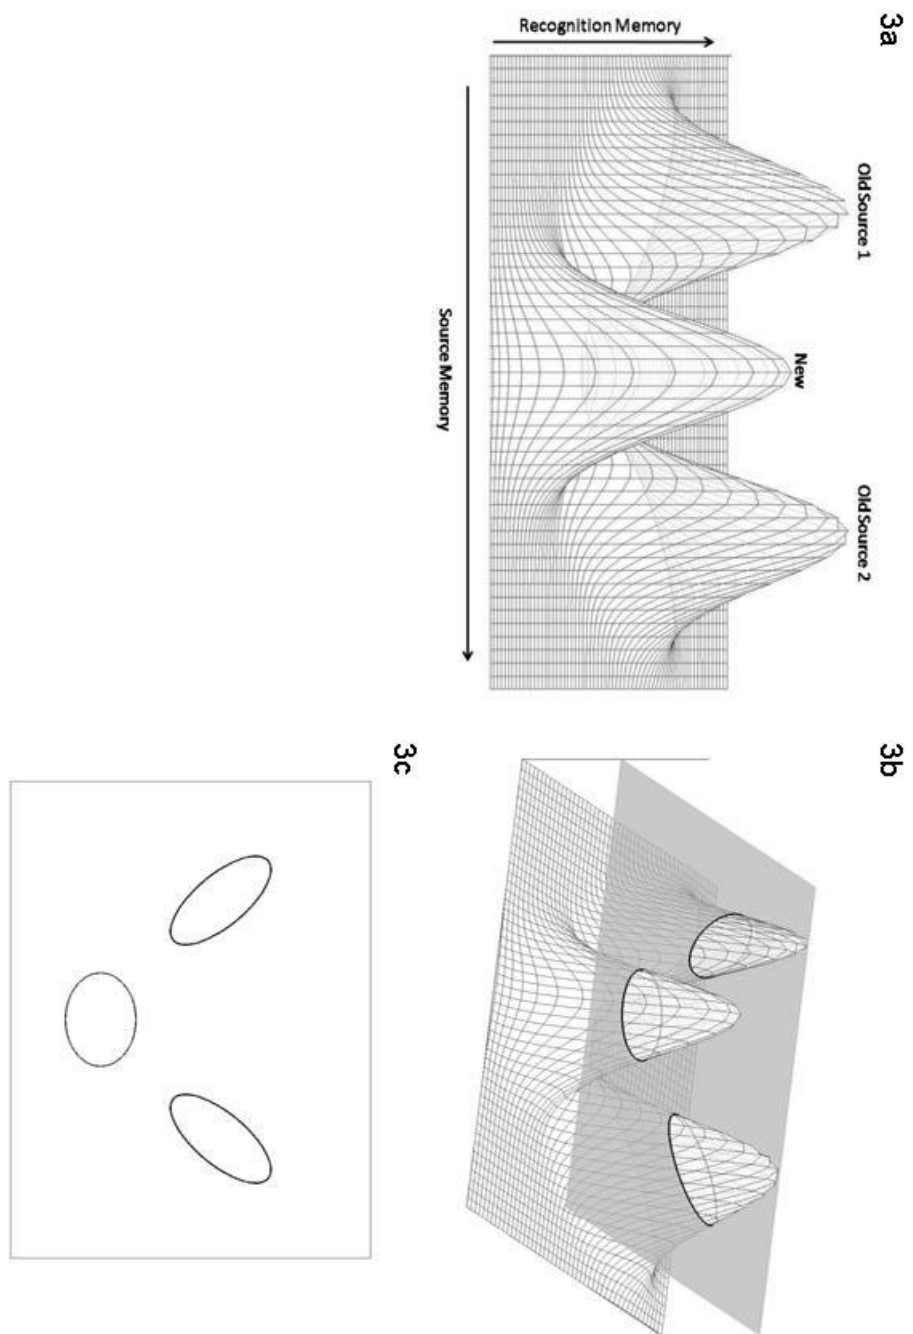 3a
Recognition Memory
Old Source 1
New
Old Source 2
Source Memory
3b
3c